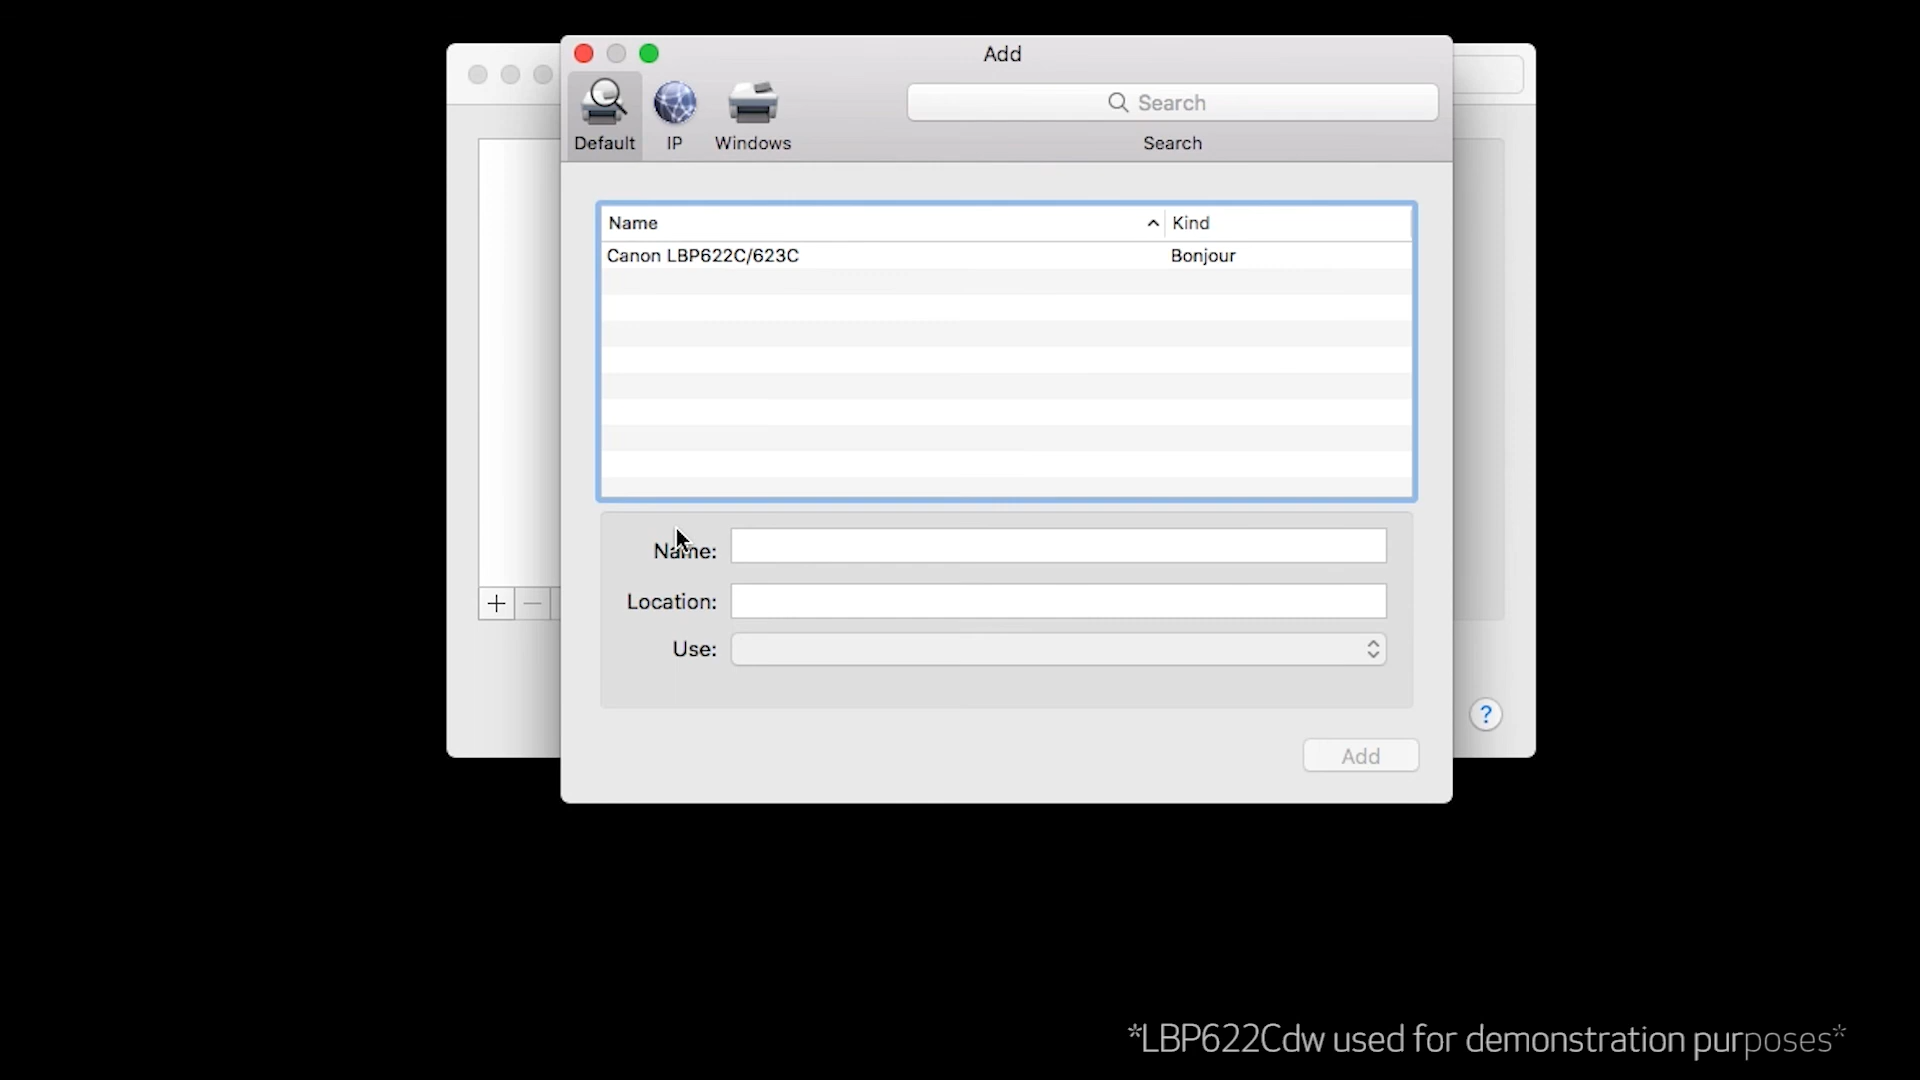 Add
Search
Default IP Windows Search
Name Kind
Canon LBP622C/623C Bonjour
Name:
Location:
Use:
?
Add
*LBP622Cdw used for demonstration purposes*